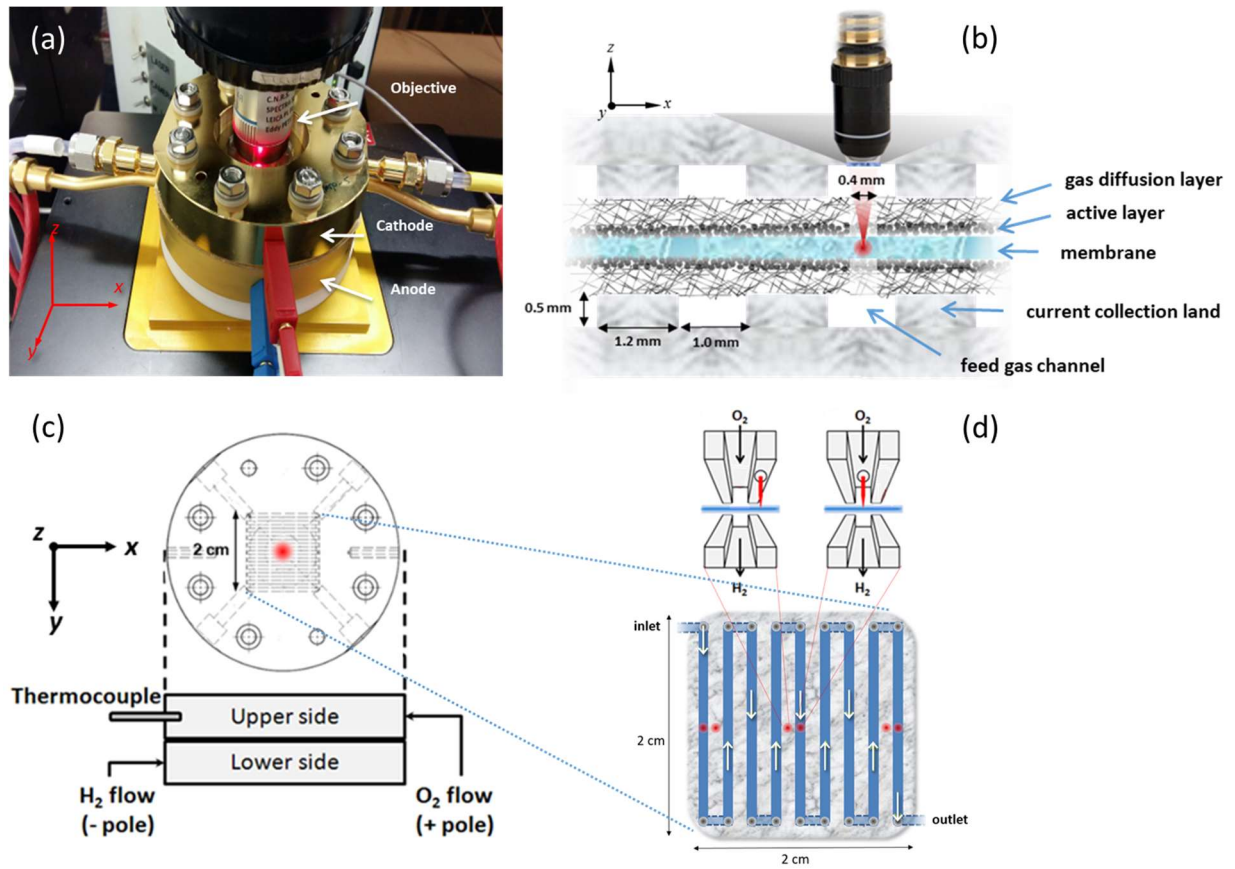 (a)
LASER
Objective
C.N.R.S.
Cathode
Anode
z
x
y
(b)
z
y
x
0.4 mm
gas diffusion layer
active layer
membrane
0.5 mm
current collection land
1.2 mm
1.0 mm
feed gas channel
(c)
z
x
y
2 cm
Thermocouple
Upper side
Lower side
H₂ flow
(- pole)
O₂ flow
(+ pole)
(d)
O₂
O₂
H₂
H₂
inlet
2 cm
outlet
2 cm